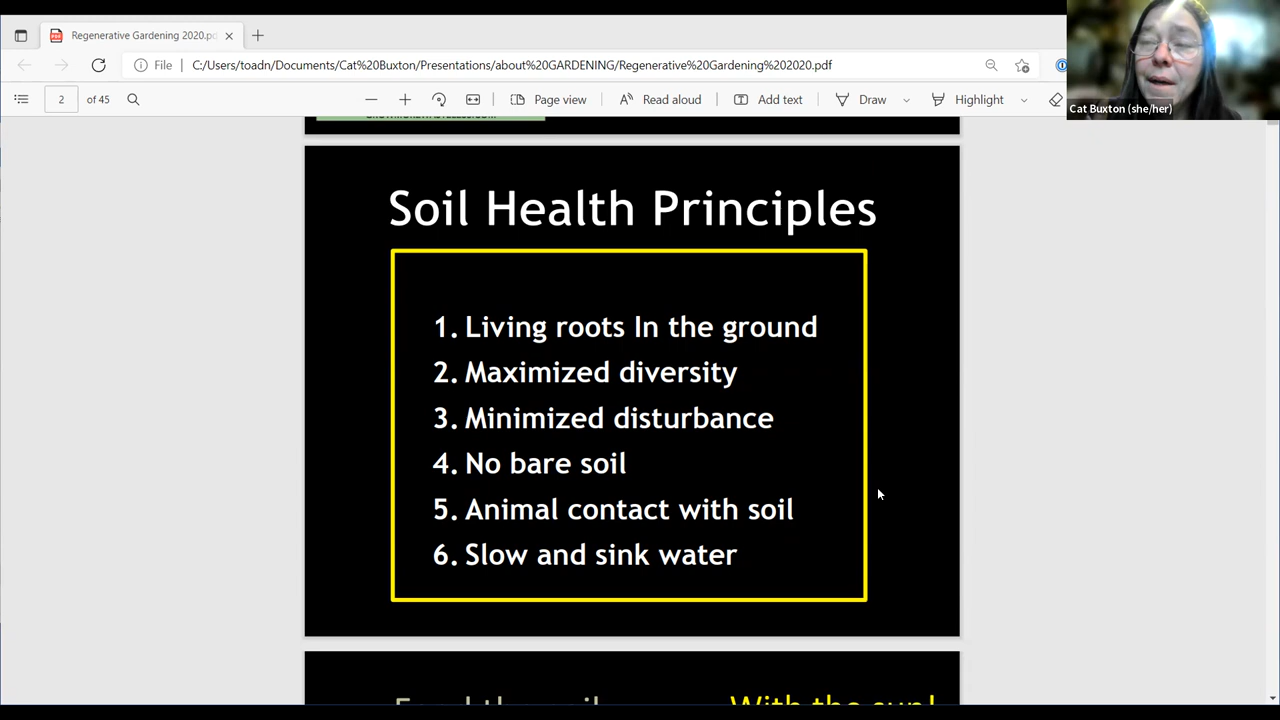 Regenerative Gardening 2020.pd
File
C:/Users/toadn/Documents/Cat%20Buxton/Presentations/about%20GARDENING/Regenerative%20Gardening%202020.pdf
2 of 45
Page view
Read aloud
Add text
Draw
Highlight
Cat Buxton (she/her)
Soil Health Principles
1. Living roots In the ground
2. Maximized diversity
3. Minimized disturbance
4. No bare soil
5. Animal contact with soil
6. Slow and sink water
With the sun!